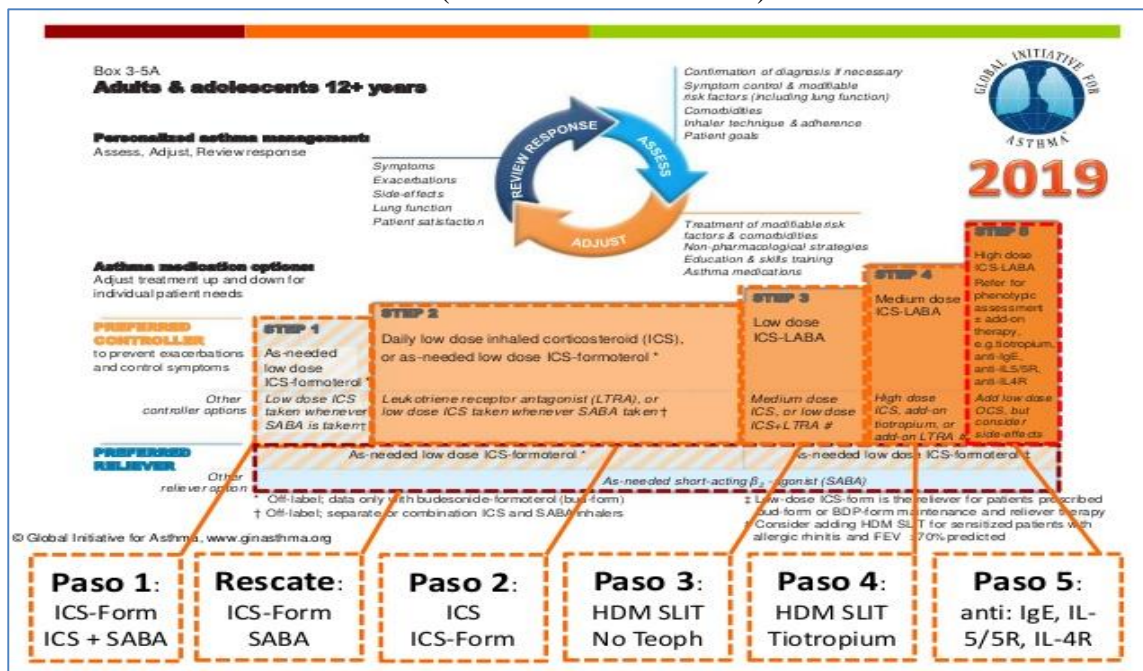 Box 3-5A
Adults & adolescents 12+ years
Personalized asthma management:
Assess, Adjust, Review response
Symptoms
Exacerbations
Side-effects
Lung function
Patient satisfaction
REVIEW RESPONSE
ASSESS
ADJUST
Confirmation of diagnosis if necessary
Symptom control & modifiable
risk factors (including lung function)
Comorbidities
Inhaler technique & adherence
Patient goals
Treatment of modifiable risk
factors & comorbidities
Non-pharmacological strategies
Education & skills training
Asthma medications
GLOBAL INITIATIVE FOR
ASTHMA
2019
Asthma medication options:
Adjust treatment up and down for
individual patient needs
PREFERRED
CONTROLLER
to prevent exacerbations
and control symptoms
Other
controller options
PREFERRED
RELIEVER
Other
reliever option
STEP 1
As-needed
low dose
ICS-formoterol *
Low dose ICS
taken whenever
SABA is taken†
STEP 2
Daily low dose inhaled corticosteroid (ICS),
or as-needed low dose ICS-formoterol *
Leukotriene receptor antagonist (LTRA), or
low dose ICS taken whenever SABA taken †
STEP 3
Low dose
ICS-LABA
Medium dose
ICS, or low dose
ICS+LTRA #
STEP 4
Medium dose
ICS-LABA
High dose
ICS, add-on
tiotropium, or
add-on LTRA #
STEP 5
High dose
ICS-LABA
Refer for
phenotypic
assessment
± add-on
therapy,
e.g.tiotropium,
anti-IgE,
anti-IL5/5R,
anti-IL4R
Add low dose
OCS, but
consider
side-effects
As-needed low dose ICS-formoterol *
As-needed low dose ICS-formoterol ‡
As-needed short-acting β2 -agonist (SABA)
* Off-label; data only with budesonide-formoterol (bud-form)
† Off-label; separate or combination ICS and SABA inhalers
‡ Low-dose ICS-form is the reliever for patients prescribed
bud-form or BDP-form maintenance and reliever therapy
Consider adding HDM SLIT for sensitized patients with
allergic rhinitis and FEV 70% predicted
© Global Initiative for Asthma, www.ginasthma.org
Paso 1:
ICS-Form
ICS + SABA
Rescate:
ICS-Form
SABA
Paso 2:
ICS
ICS-Form
Paso 3:
HDM SLIT
No Teoph
Paso 4:
HDM SLIT
Tiotropium
Paso 5:
anti: IgE, IL-
5/5R, IL-4R